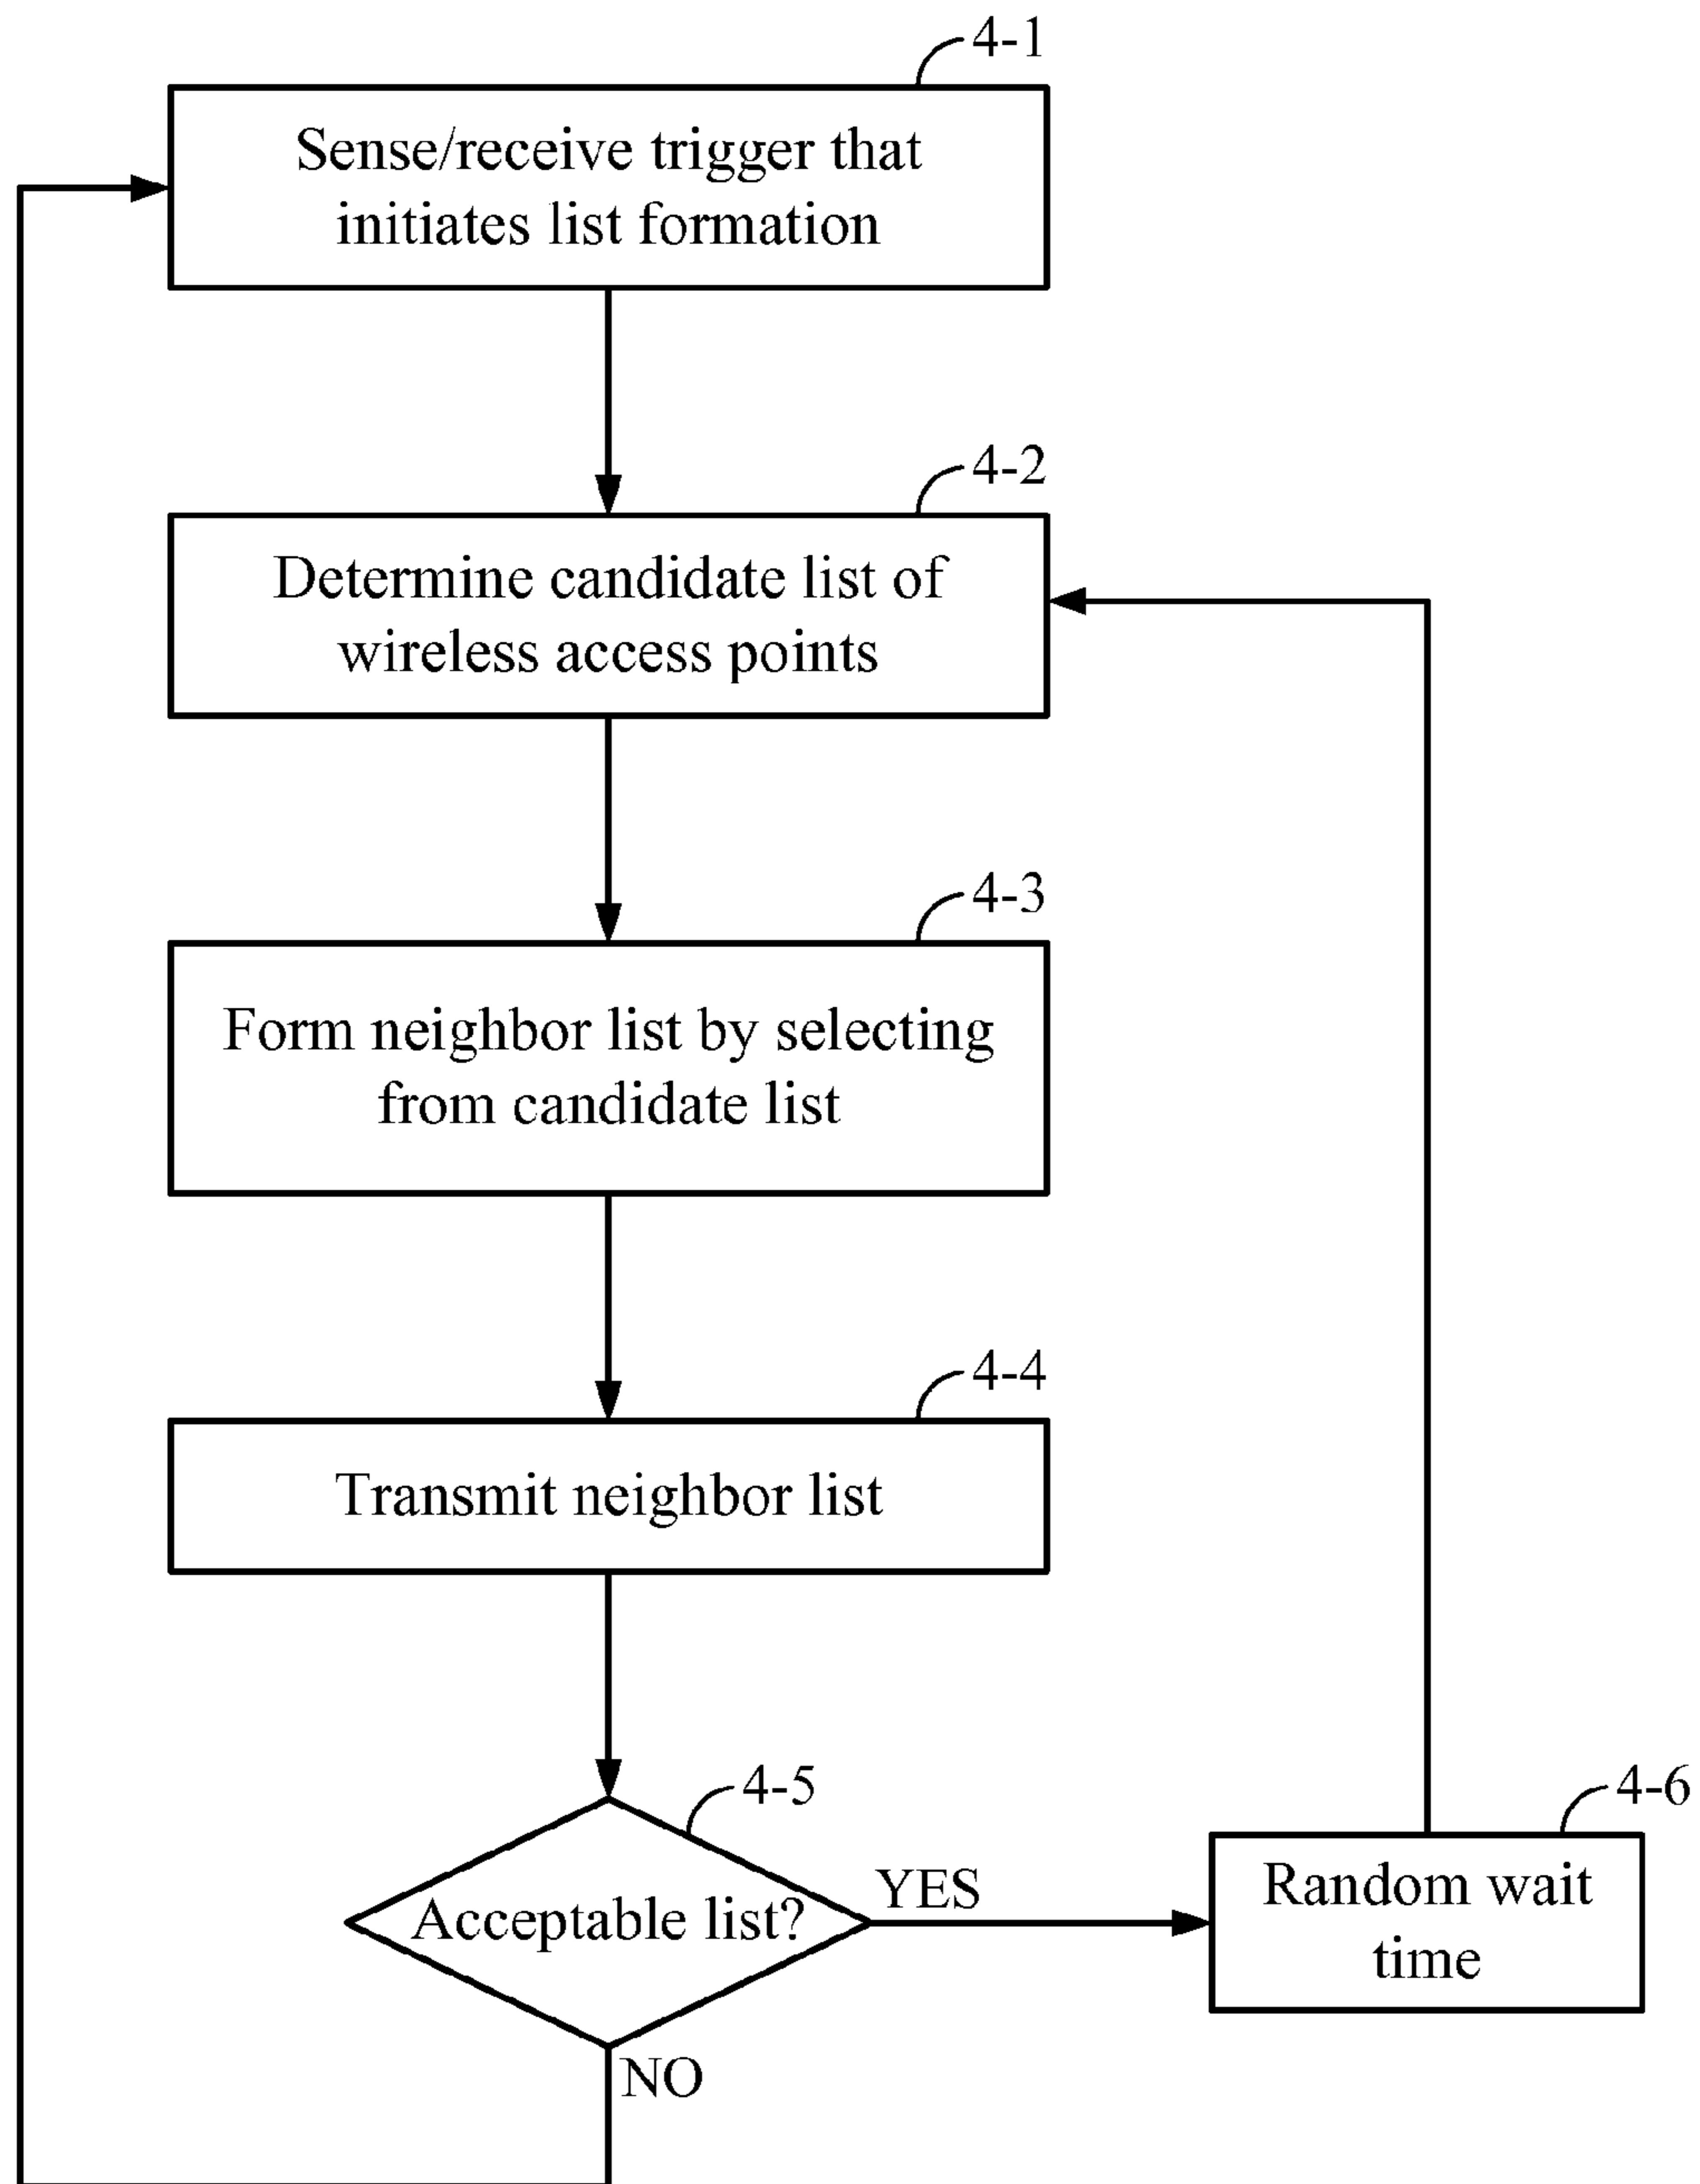 4-1
Sense/receive trigger that
initiates list formation
4-2
Determine candidate list of
wireless access points
4-3
Form neighbor list by selecting
from candidate list
4-4
Transmit neighbor list
4-5
Acceptable list?
YES
4-6
Random wait
time
NO